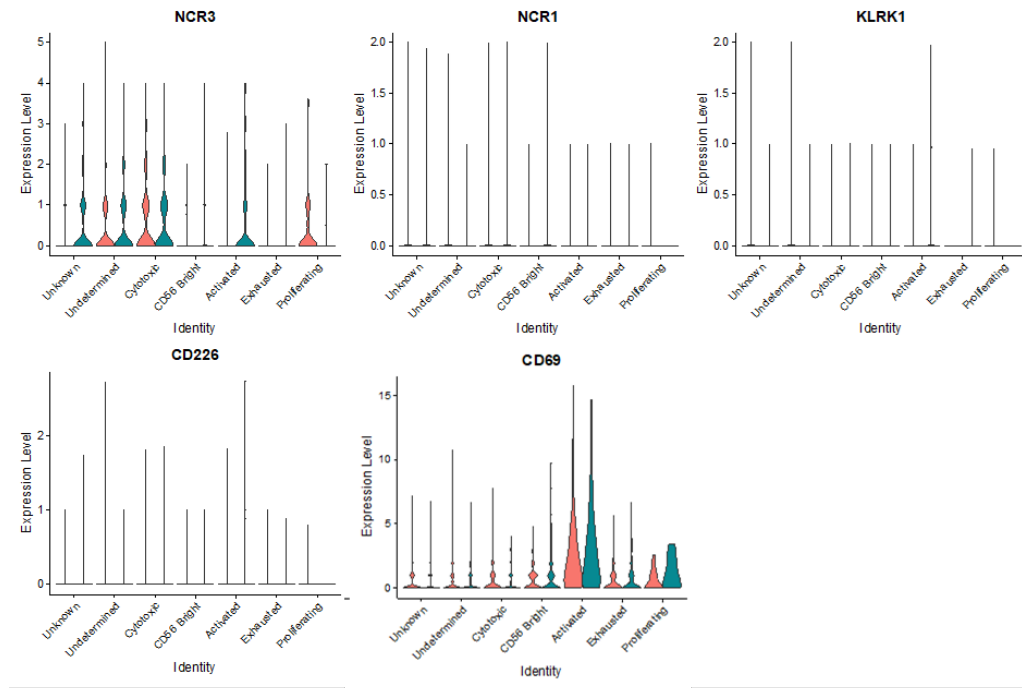 NCR3
NCR1
KLRK1
Expression Level
5
4
3
2
1
0
Expression Level
2.0
1.5
1.0
0.5
0.0
Expression Level
2.0
1.5
1.0
0.5
0.0
Unknown
Undetermined
Cytotoxic
CD56 Bright
Activated
Exhausted
Proliferating
Unknown
Undetermined
Cytotoxic
CD56 Bright
Activated
Exhausted
Proliferating
Unknown
Undetermined
Cytotoxic
CD56 Bright
Activated
Exhausted
Proliferating
Identity
Identity
Identity
CD226
CD69
Expression Level
2
1
0
Expression Level
15
10
5
0
Unknown
Undetermined
Cytotoxic
CD56 Bright
Activated
Exhausted
Proliferating
Unknown
Undetermined
Cytotoxic
CD56 Bright
Activated
Exhausted
Proliferating
Identity
Identity